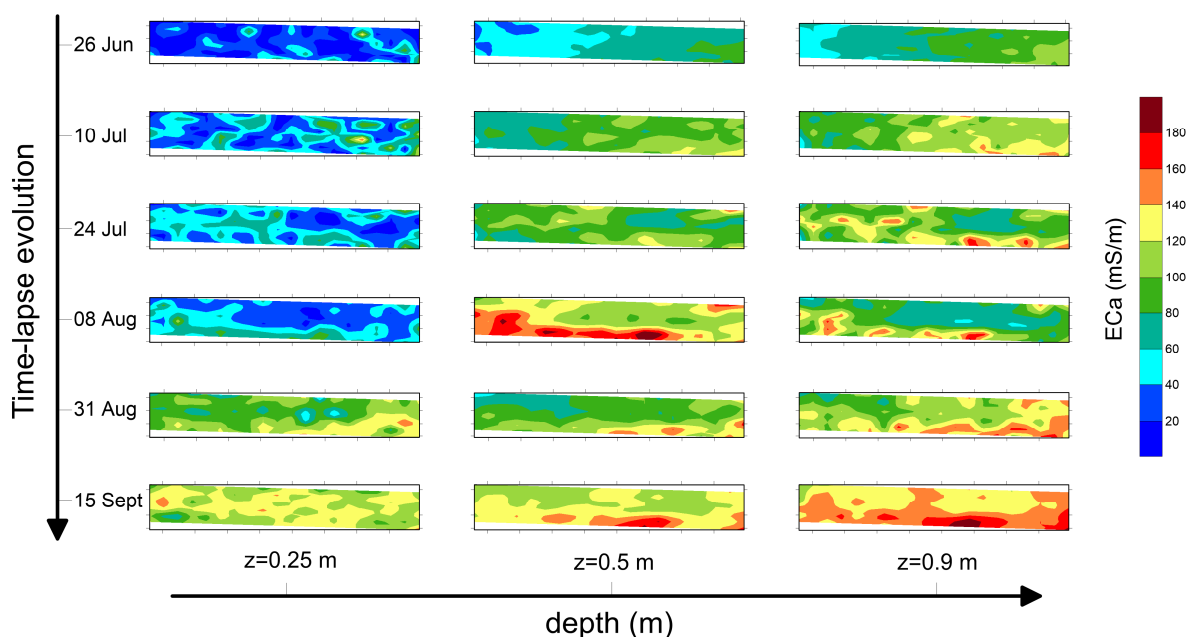 Time-lapse evolution
26 Jun
10 Jul
24 Jul
08 Aug
31 Aug
15 Sept
z=0.25 m
z=0.5 m
z=0.9 m
depth (m)
ECa (mS/m)
180
160
140
120
100
80
60
40
20